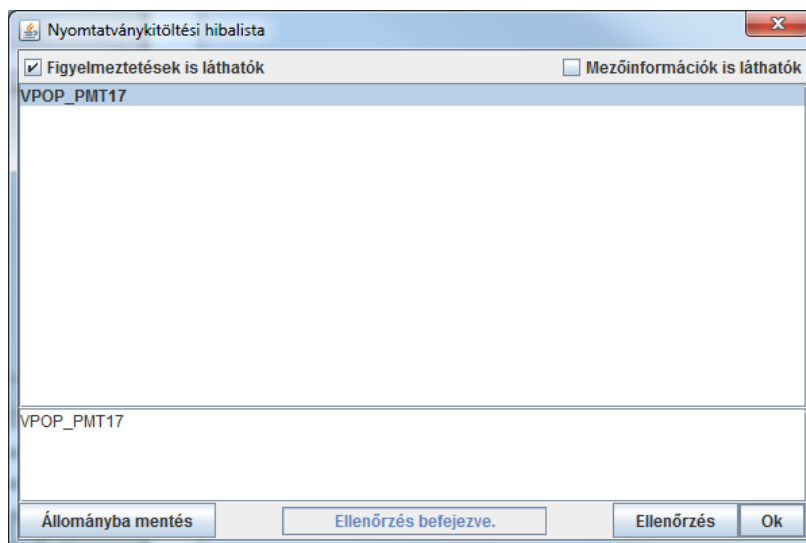 Nyomtatványkitöltési hibalista
Figyelmeztetések is láthatók
Mezőinformációk is láthatók
VPOP_PMT17
VPOP_PMT17
Állományba mentés
Ellenőrzés befejezve.
Ellenőrzés
Ok